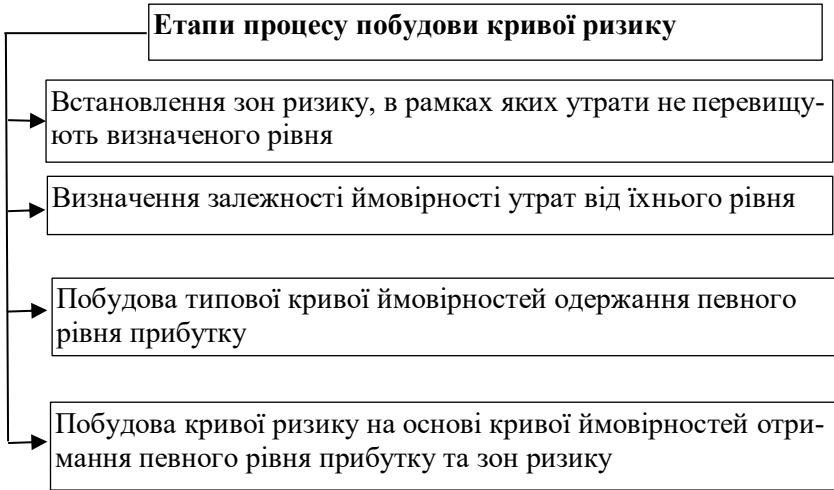 Етапи процесу побудови кривої ризику
Встановлення зон ризику, в рамках яких утрати не перевищу-
ють визначеного рівня
Визначення залежності ймовірності утрат від їхнього рівня
Побудова типової кривої ймовірностей одержання певного
рівня прибутку
Побудова кривої ризику на основі кривої ймовірностей отри-
мання певного рівня прибутку та зон ризику